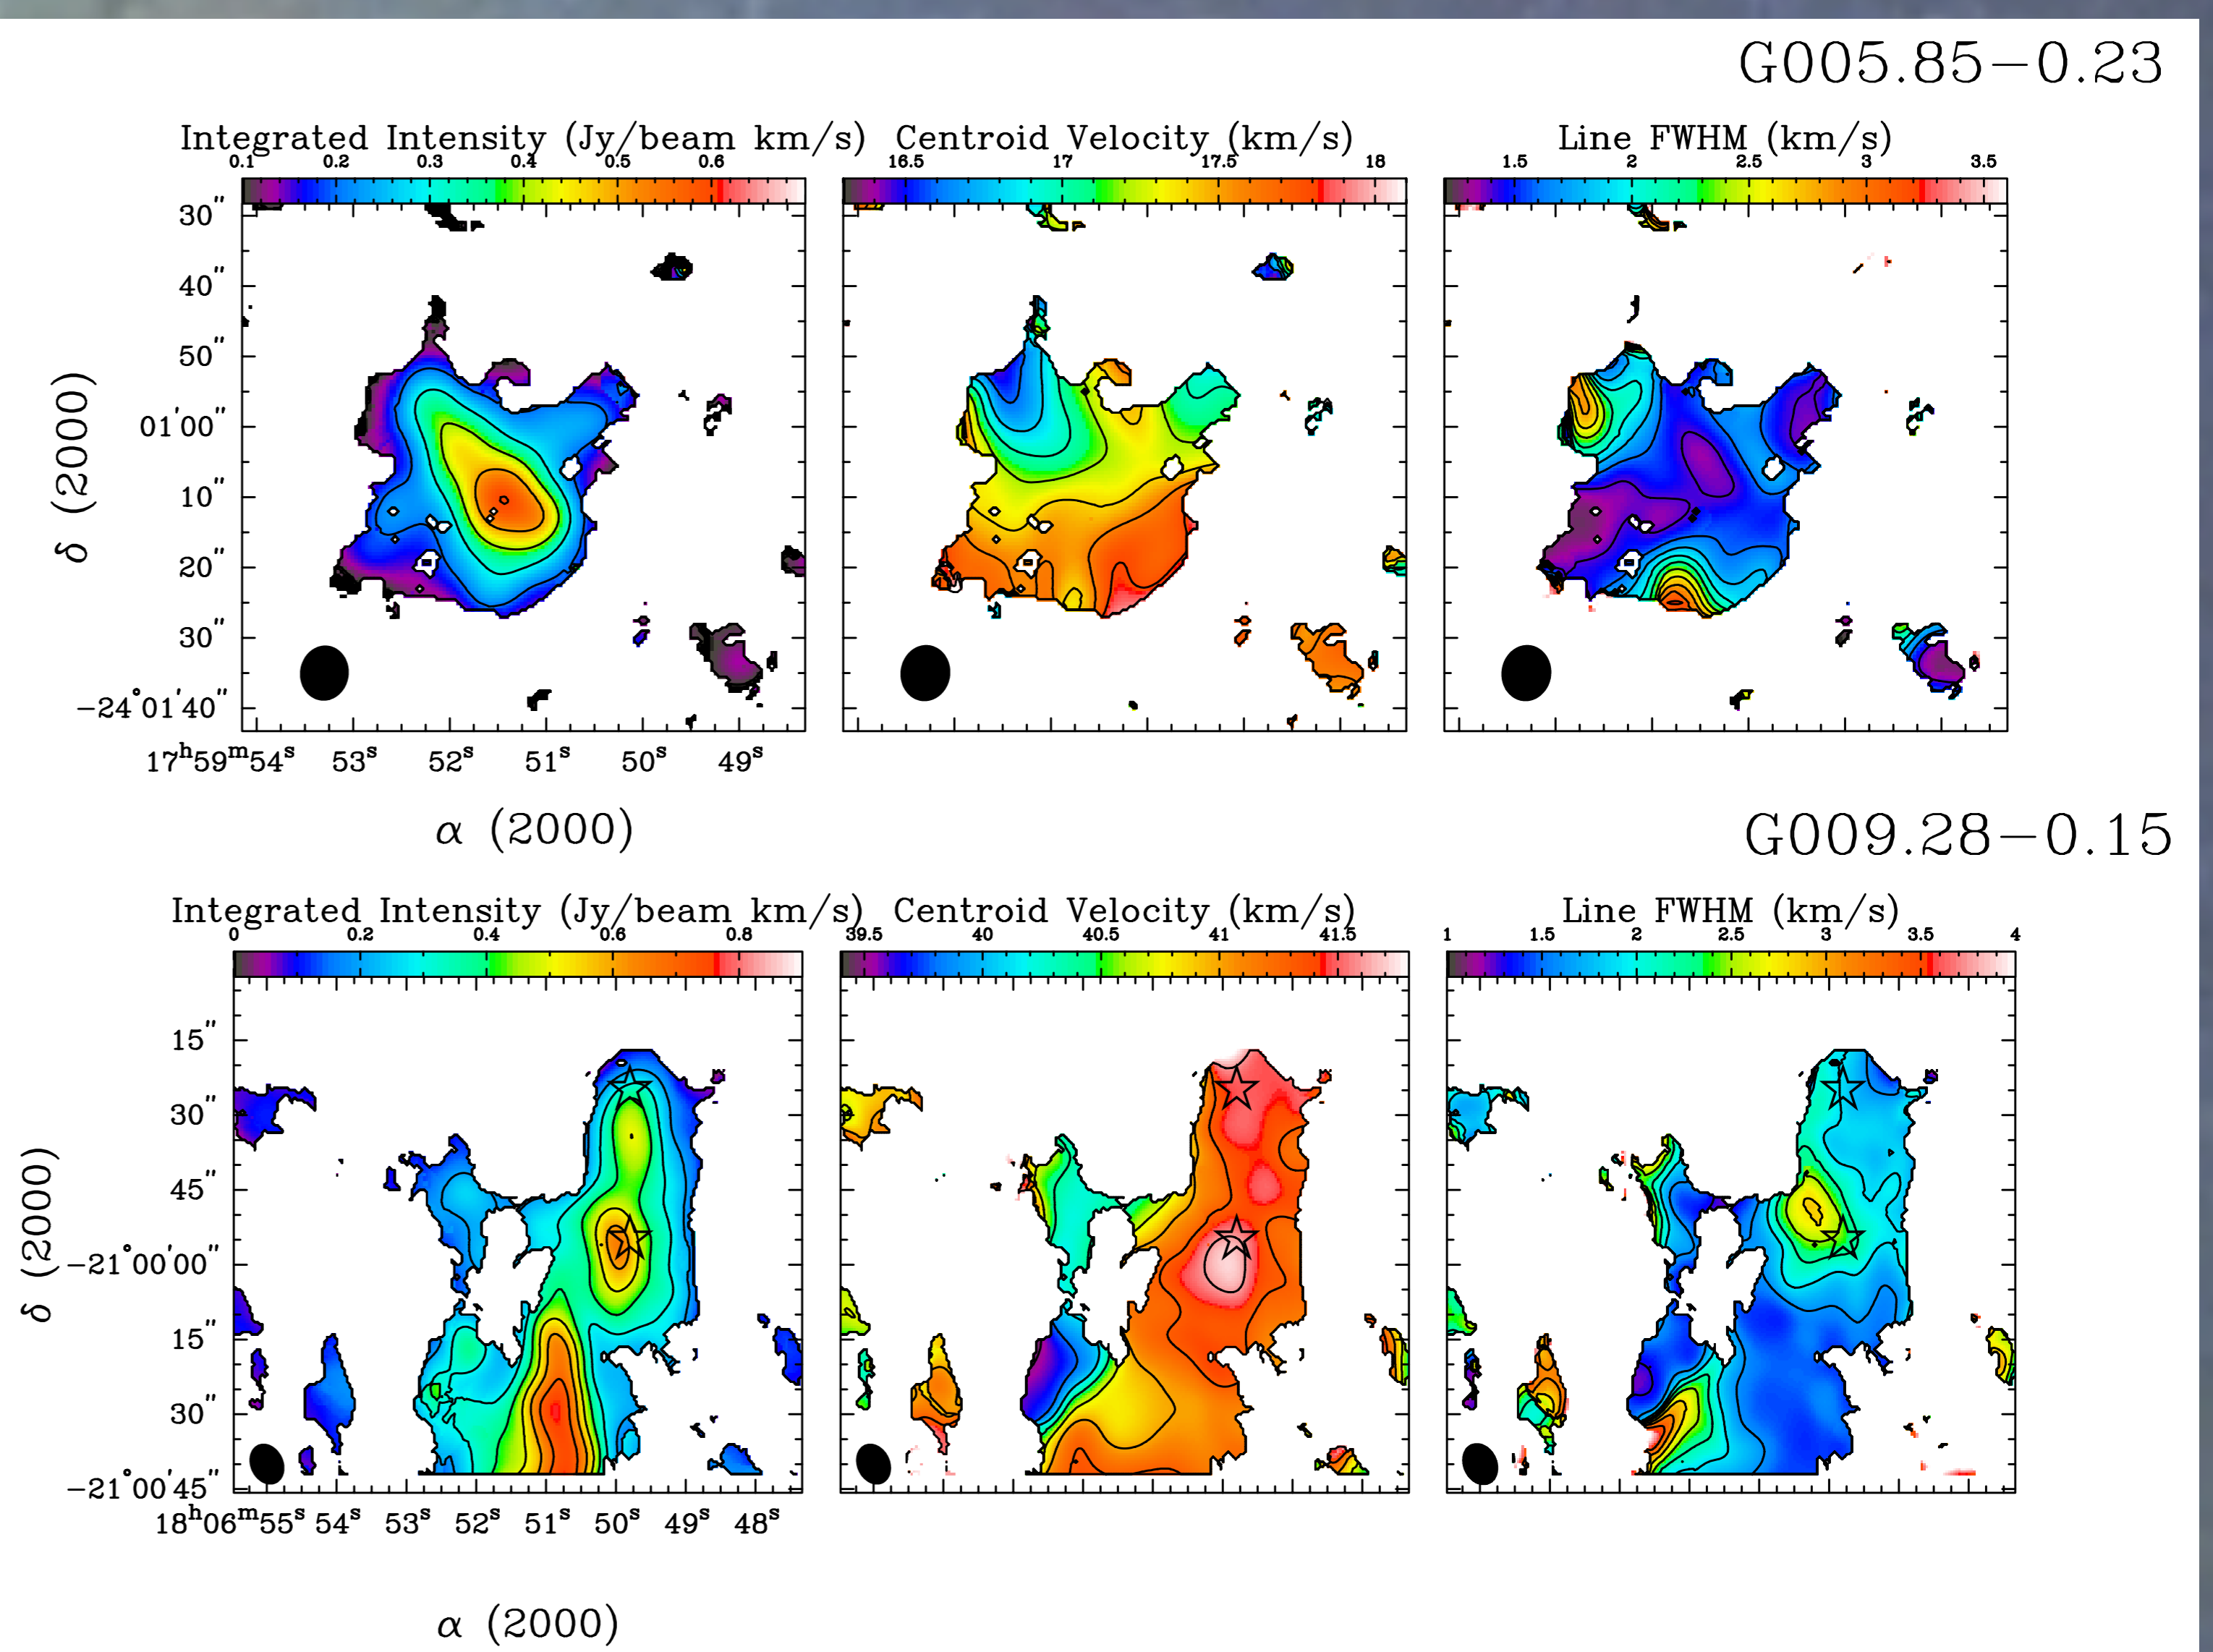 G005.85−0.23
Integrated Intensity (Jy/beam km/s) Centroid Velocity (km/s) Line FWHM (km/s)
0.1 0.2 0.3 0.4 0.5 0.6 16.5 17 17.5 18 1.5 2 2.5 3 3.5
30″
40″
50″
01′00″
10″
20″
30″
−24°01′40″
δ (2000)
17ʰ59ᵐ54ˢ 53ˢ 52ˢ 51ˢ 50ˢ 49ˢ
α (2000)
G009.28−0.15
Integrated Intensity (Jy/beam km/s) Centroid Velocity (km/s) Line FWHM (km/s)
0 0.2 0.4 0.6 0.8 39.5 40 40.5 41 41.5 1 1.5 2 2.5 3 3.5 4
15″
30″
45″
−21°00′00″
15″
30″
−21°00′45″
δ (2000)
18ʰ06ᵐ55ˢ 54ˢ 53ˢ 52ˢ 51ˢ 50ˢ 49ˢ 48ˢ
α (2000)